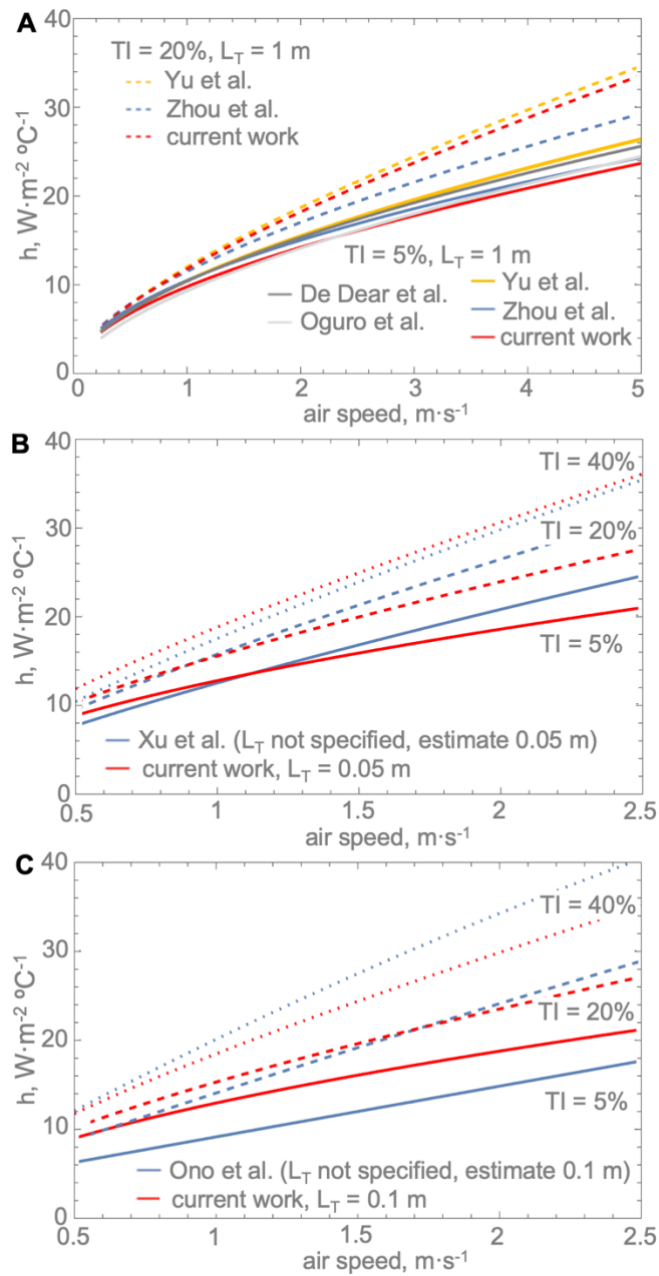 A
TI = 20%, L_T = 1 m
Yu et al.
Zhou et al.
current work
TI = 5%, L_T = 1 m
De Dear et al.
Oguro et al.
Yu et al.
Zhou et al.
current work
h, W·m⁻² ºC⁻¹
40
30
20
10
0
0 1 2 3 4 5
air speed, m·s⁻¹
B
TI = 40%
TI = 20%
TI = 5%
Xu et al. (L_T not specified, estimate 0.05 m)
current work, L_T = 0.05 m
h, W·m⁻² ºC⁻¹
40
30
20
10
0
0.5 1 1.5 2 2.5
air speed, m·s⁻¹
C
TI = 40%
TI = 20%
TI = 5%
Ono et al. (L_T not specified, estimate 0.1 m)
current work, L_T = 0.1 m
h, W·m⁻² ºC⁻¹
40
30
20
10
0
0.5 1 1.5 2 2.5
air speed, m·s⁻¹